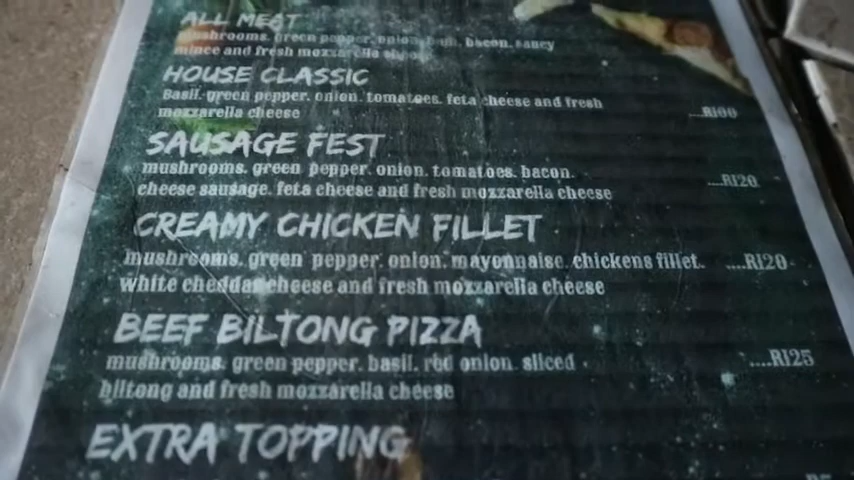 ALL MEAT
mushrooms. green pepper. onion. ham. bacon. saucy
mince and fresh mozzarella cheese
HOUSE CLASSIC
Basil. green pepper. onion. tomatoes. feta cheese and fresh
mozzarella cheese ....R100
SAUSAGE FEST
mushrooms. green pepper. onion. tomatoes. bacon.
cheese sausage. feta cheese and fresh mozzarella cheese ....R120
CREAMY CHICKEN FILLET
mushrooms. green pepper. onion. mayonnaise. chickens fillet. ....R120
white cheddar cheese and fresh mozzarella cheese
BEEF BILTONG PIZZA
mushrooms. green pepper. basil. red onion. sliced ....R125
biltong and fresh mozzarella cheese
EXTRA TOPPING